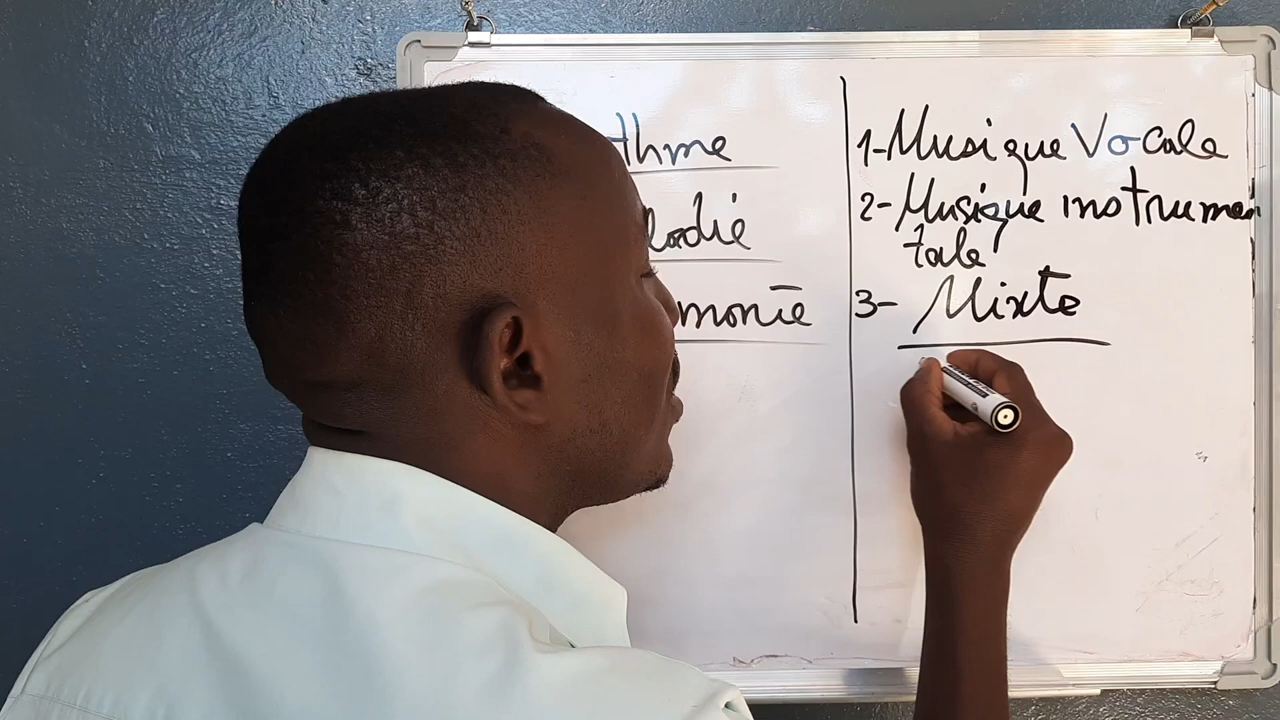 thme
lodie
monie
1-Musique Vocale
2-Musique instrumen
tale
3- Mixte